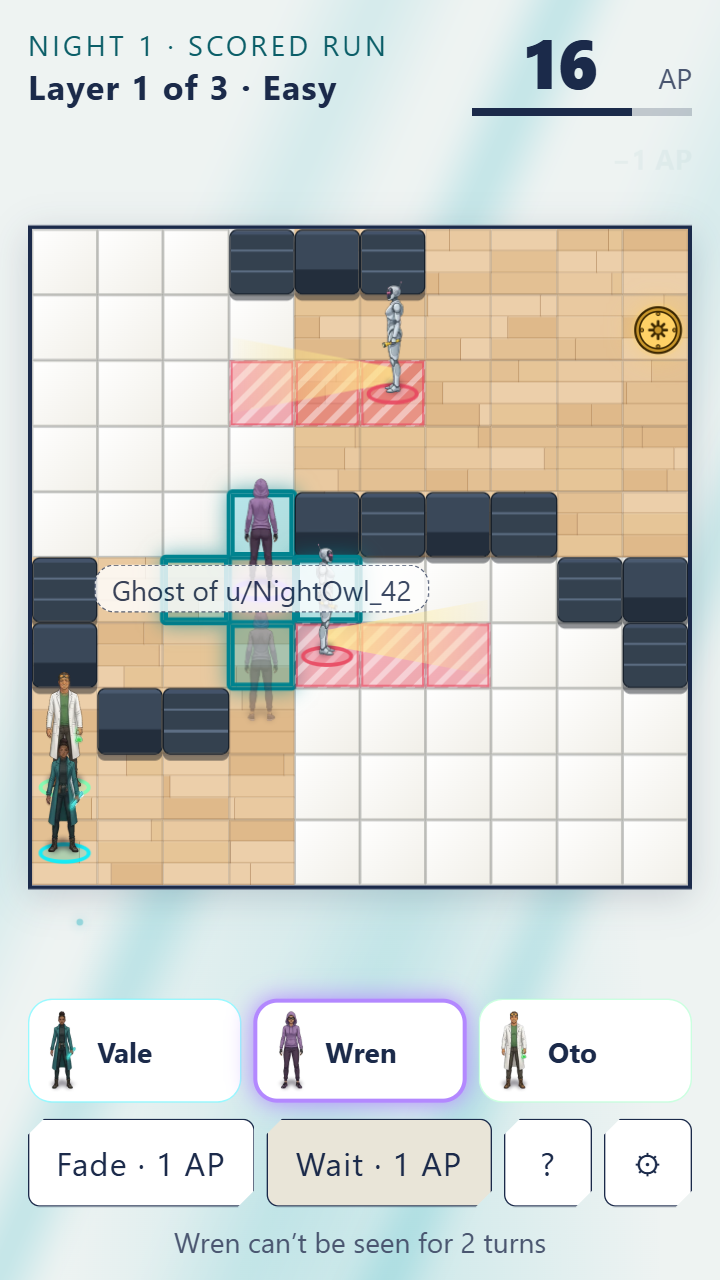 NIGHT 1 · SCORED RUN
Layer 1 of 3 · Easy
16 AP
−1 AP
Ghost of u/NightOwl_42
Vale
Wren
Oto
Fade · 1 AP
Wait · 1 AP
?
Wren can’t be seen for 2 turns